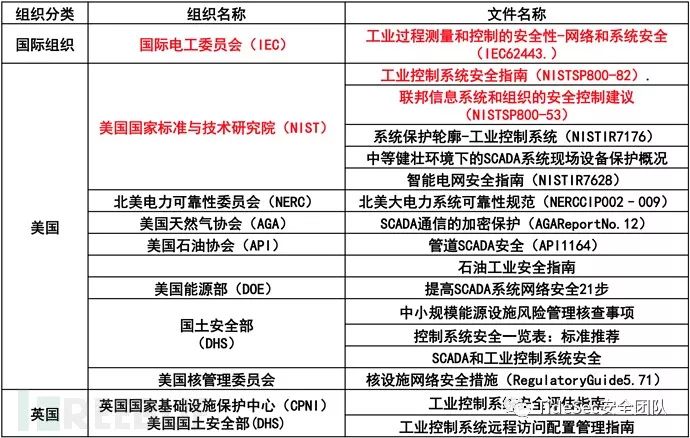 组织分类 组织名称 文件名称
国际组织 国际电工委员会（IEC） 工业过程测量和控制的安全性-网络和系统安全
（IEC62443.）
美国 美国国家标准与技术研究院（NIST） 工业控制系统安全指南（NISTSP800-82）.
联邦信息系统和组织的安全控制建议
（NISTSP800-53）
系统保护轮廓-工业控制系统（NISTIR7176）
中等健壮环境下的SCADA系统现场设备保护概况
智能电网安全指南（NISTIR7628）
北美电力可靠性委员会（NERC） 北美大电力系统可靠性规范（NERCCIP002-009）
美国天然气协会（AGA） SCADA通信的加密保护（AGAReportNo.12）
美国石油协会（API） 管道SCADA安全（API1164）
石油工业安全指南
美国能源部（DOE） 提高SCADA系统网络安全21步
国土安全部
（DHS） 中小规模能源设施风险管理核查事项
控制系统安全一览表：标准推荐
SCADA和工业控制系统安全
美国核管理委员会 核设施网络安全措施（RegulatoryGuide5.71）
英国 英国国家基础设施保护中心（CPNI）
美国国土安全部(DHS) 工业控制系统安全评估指南
工业控制系统远程访问配置管理指南
TideSec安全团队